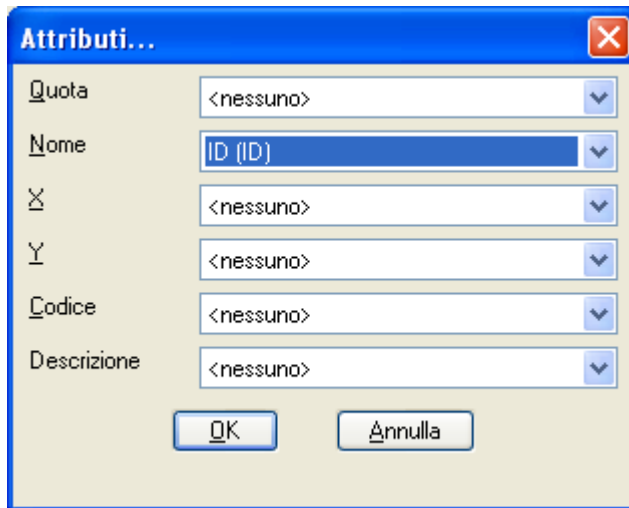 Attributi...
Quota <nessuno>
Nome ID (ID)
X <nessuno>
Y <nessuno>
Codice <nessuno>
Descrizione <nessuno>
OK Annulla